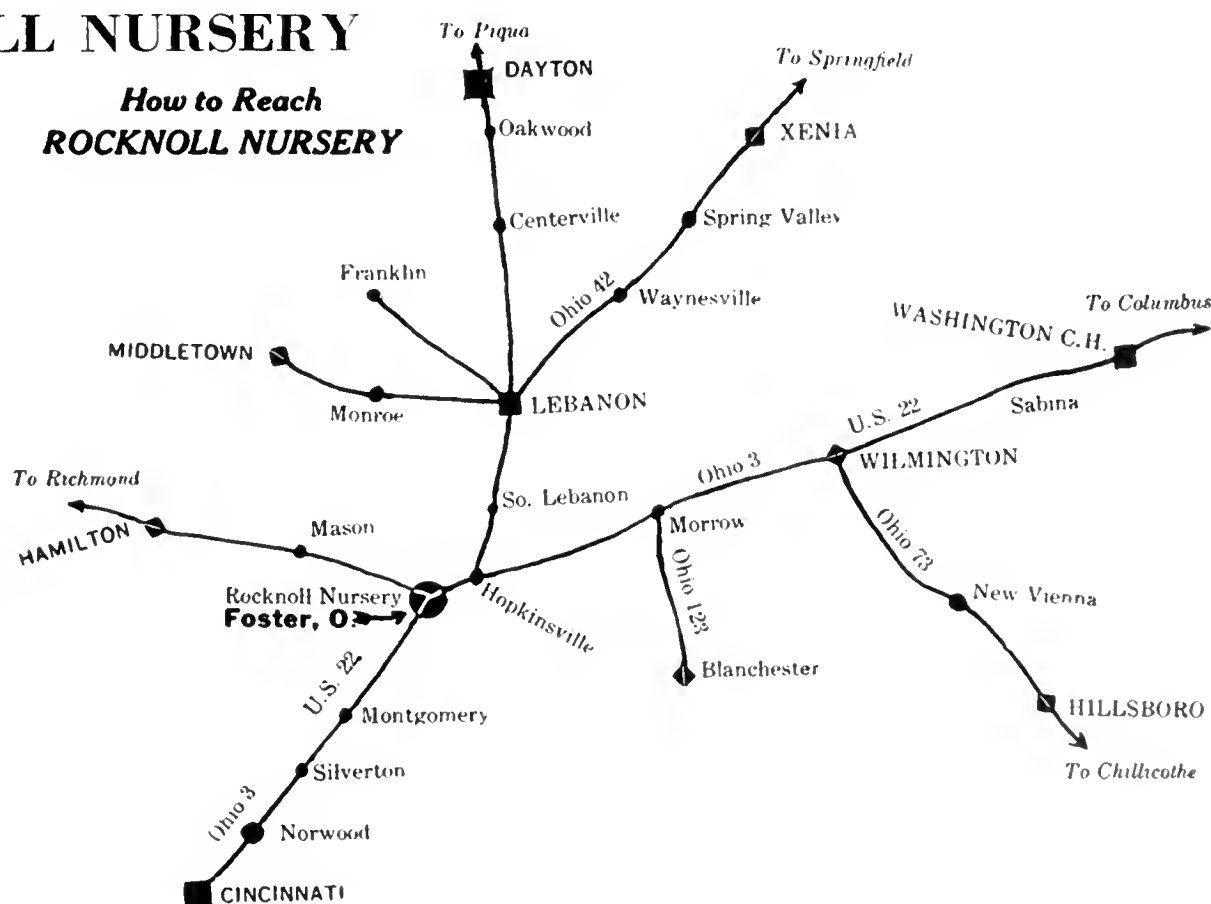 LL NURSERY
How to Reach
ROCKNOLL NURSERY
To Piqua
DAYTON
Oakwood
Centerville
To Springfield
XENIA
Spring Valley
Waynesville
Ohio 42
Franklin
MIDDLETOWN
Monroe
LEBANON
To Columbus
WASHINGTON C.H.
Sabina
U.S. 22
WILMINGTON
Ohio 3
Morrow
So. Lebanon
To Richmond
HAMILTON
Mason
Rocknoll Nursery
Foster, O.
Hopkinsville
Ohio 123
Blanchester
Ohio 73
New Vienna
HILLSBORO
To Chillicothe
U.S. 22
Montgomery
Silverton
Ohio 3
Norwood
CINCINNATI